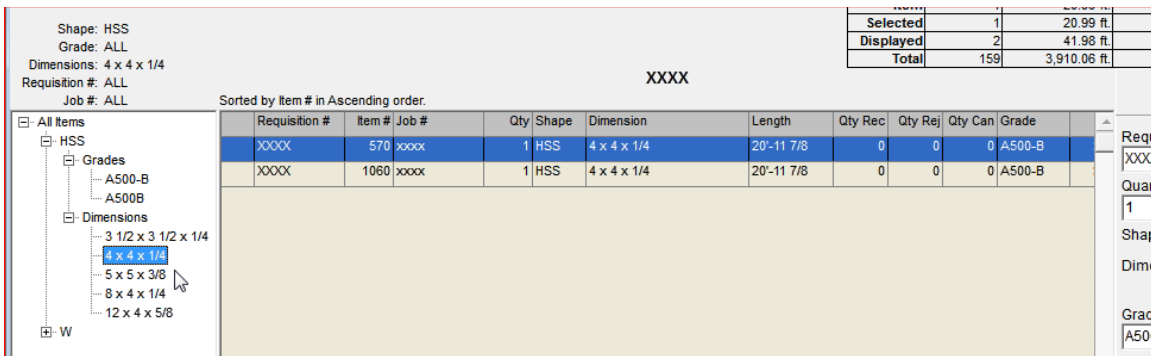 Shape: HSS
Grade: ALL
Dimensions: 4 x 4 x 1/4
Requisition #: ALL
Job #: ALL
Selected 1 20.99 ft.
Displayed 2 41.98 ft.
Total 159 3,910.06 ft.
XXXX
Sorted by Item # in Ascending order.
All Items
HSS
Grades
A500-B
A500B
Dimensions
3 1/2 x 3 1/2 x 1/4
4 x 4 x 1/4
5 x 5 x 3/8
8 x 4 x 1/4
12 x 4 x 5/8
W
Requisition # Item # Job # Qty Shape Dimension Length Qty Rec Qty Rej Qty Can Grade
XXXX 570 xxxx 1 HSS 4 x 4 x 1/4 20'-11 7/8 0 0 0 A500-B
XXXX 1060 xxxx 1 HSS 4 x 4 x 1/4 20'-11 7/8 0 0 0 A500-B
Requ
XXX
Quan
1
Shap
Dime
Grad
A50